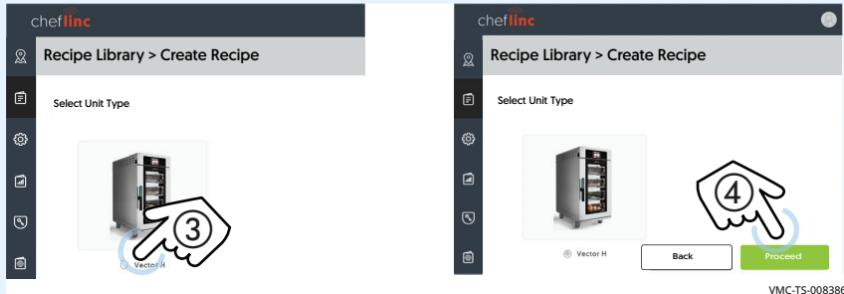 cheflinc
Recipe Library > Create Recipe
Select Unit Type
3
Vector H
cheflinc
Recipe Library > Create Recipe
Select Unit Type
4
Vector H
Back
Proceed
VMC-TS-008386